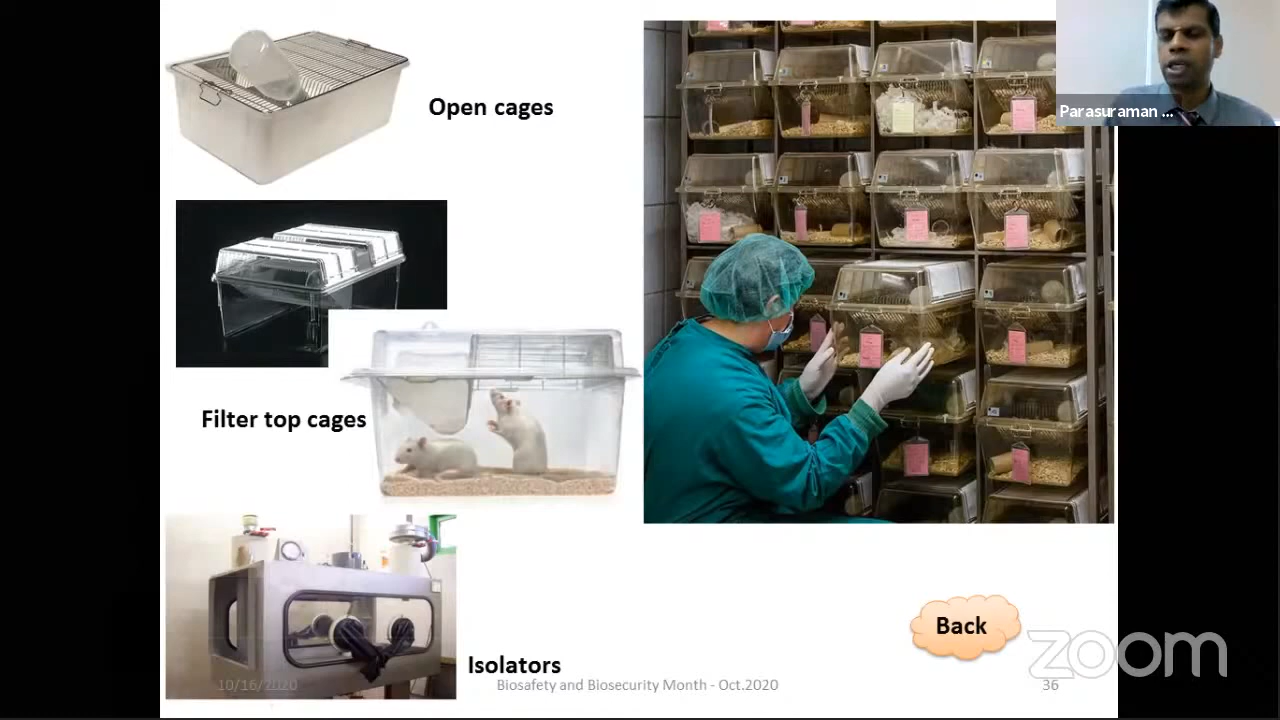 Open cages
Parasuraman ...
Filter top cages
Back
Isolators
zoom
10/16/2020
Biosafety and Biosecurity Month - Oct.2020
36